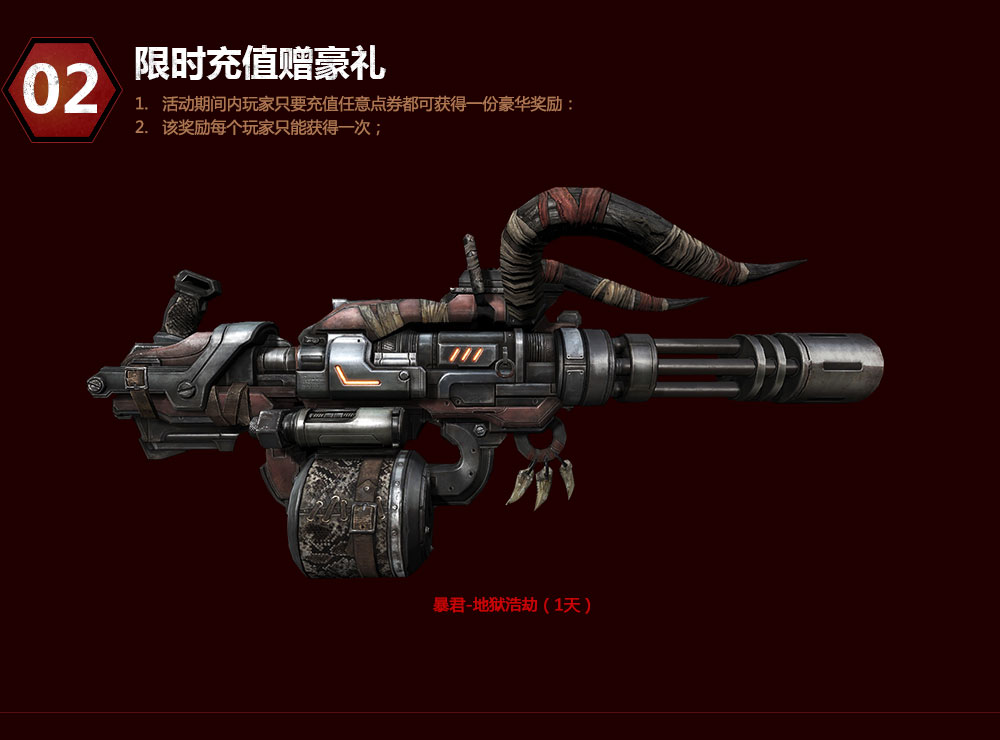 02
限时充值赠豪礼
1. 活动期间内玩家只要充值任意点券都可获得一份豪华奖励：
2. 该奖励每个玩家只能获得一次；
暴君-地狱浩劫（1天）